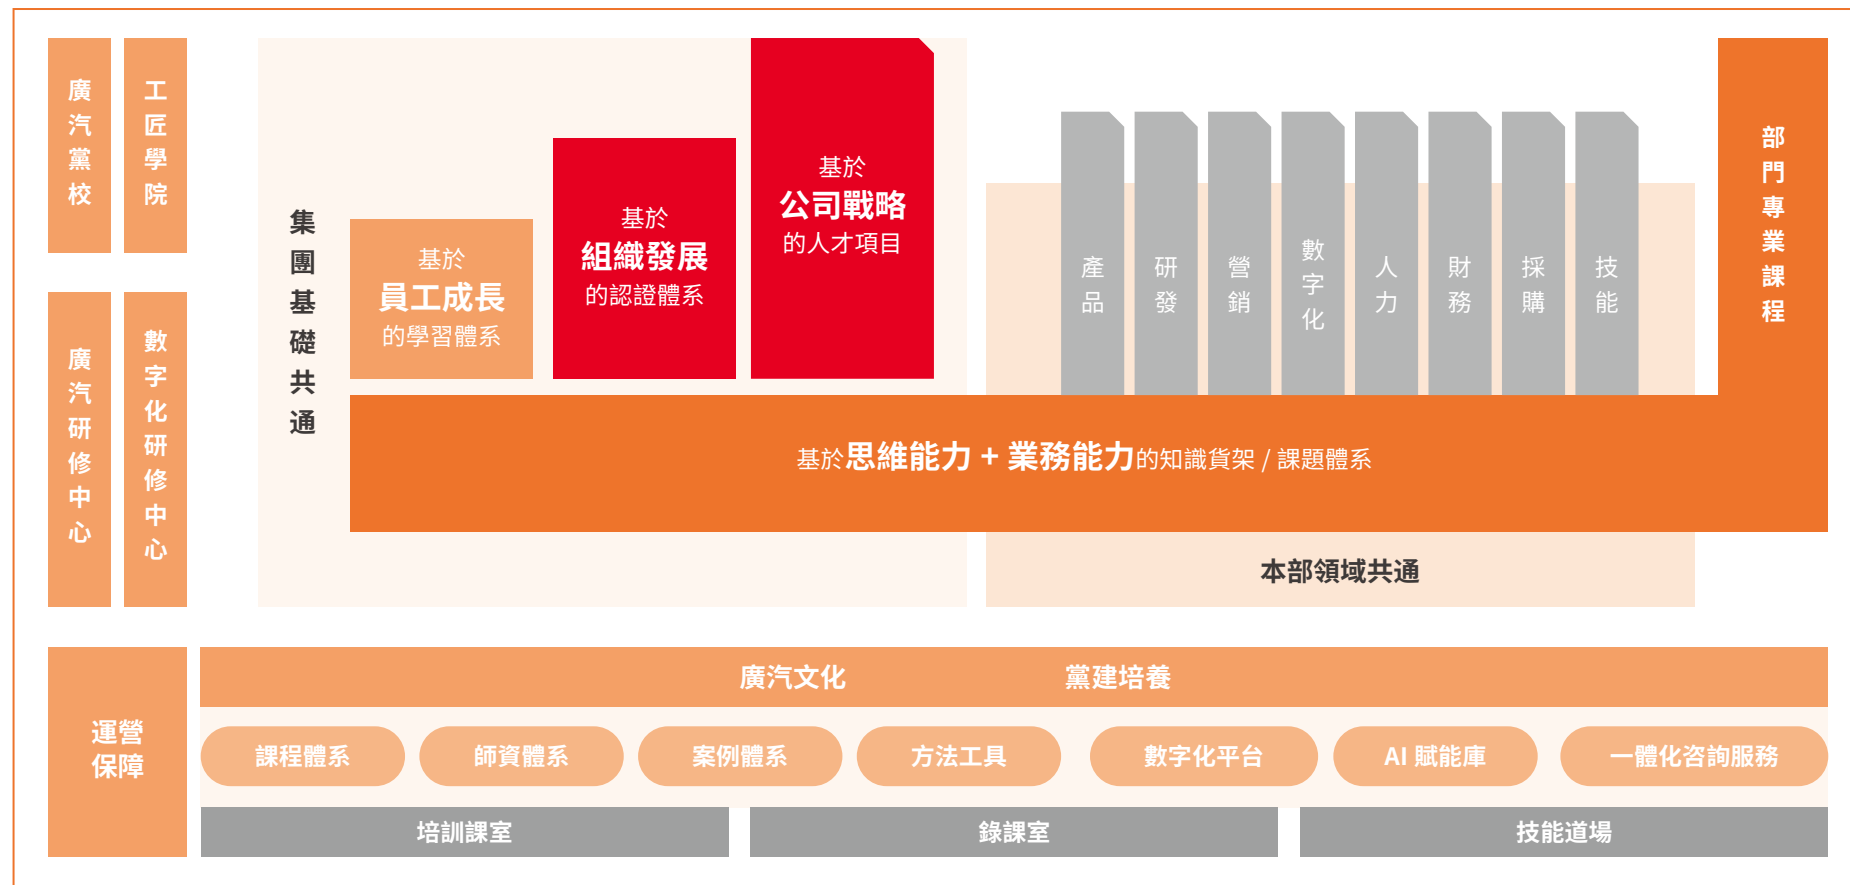 廣汽黨校
工匠學院
廣汽研修中心
數字化研修中心
集團基礎共通
基於
員工成長
的學習體系
基於
組織發展
的認證體系
基於
公司戰略
的人才項目
產品
研發
營銷
數字化
人力
財務
採購
技能
部門專業課程
基於思維能力 + 業務能力的知識貨架 / 課題體系
本部領域共通
運營
保障
廣汽文化
黨建培養
課程體系
師資體系
案例體系
方法工具
數字化平台
AI 賦能庫
一體化咨詢服務
培訓課室
錄課室
技能道場